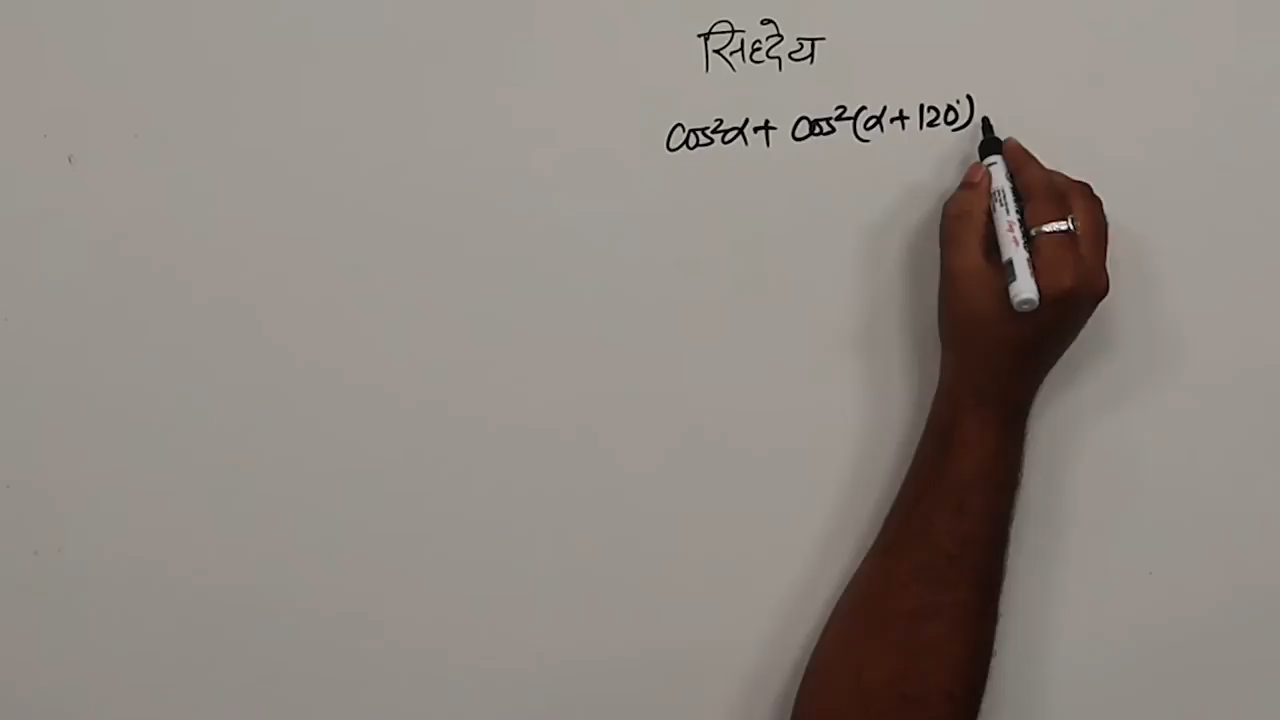 सिद्देय
cos²α + cos²(α + 120°)